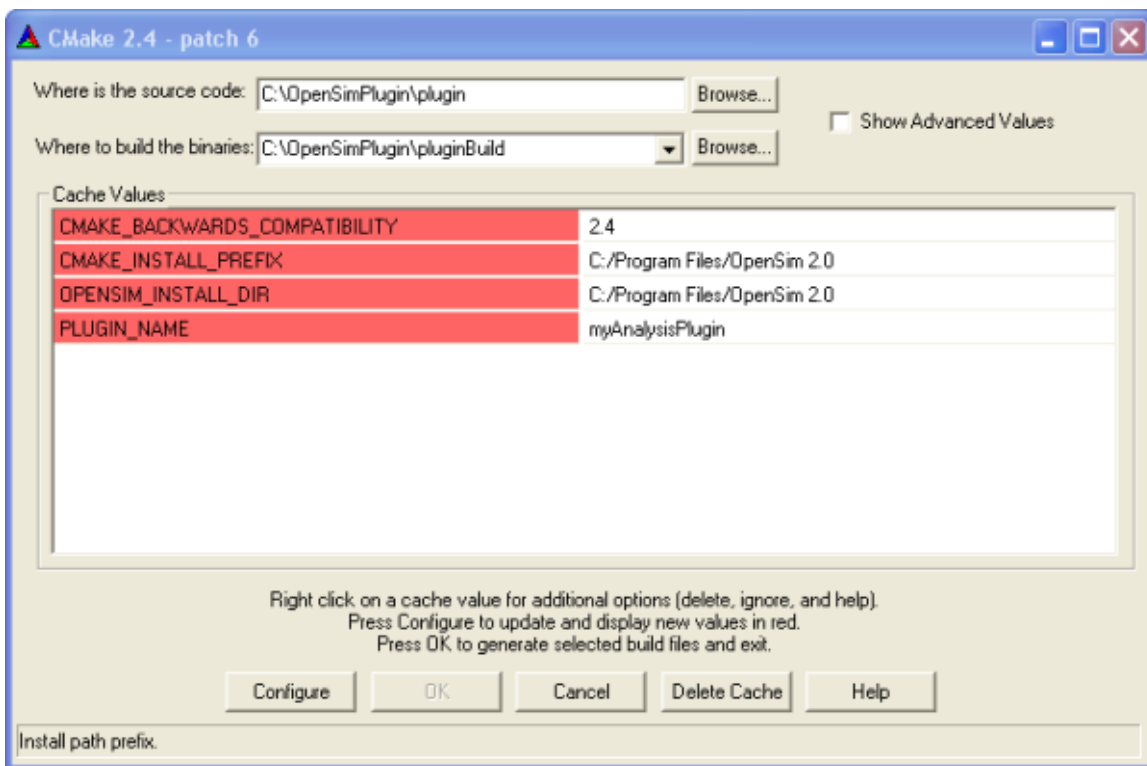 CMake 2.4 - patch 6
Where is the source code: C:\OpenSimPlugin\plugin Browse...
Show Advanced Values
Where to build the binaries: C:\OpenSimPlugin\pluginBuild Browse...
Cache Values
CMAKE_BACKWARDS_COMPATIBILITY 2.4
CMAKE_INSTALL_PREFIX C:/Program Files/OpenSim 2.0
OPENSIM_INSTALL_DIR C:/Program Files/OpenSim 2.0
PLUGIN_NAME myAnalysisPlugin
Right click on a cache value for additional options (delete, ignore, and help).
Press Configure to update and display new values in red.
Press OK to generate selected build files and exit.
Configure OK Cancel Delete Cache Help
Install path prefix.